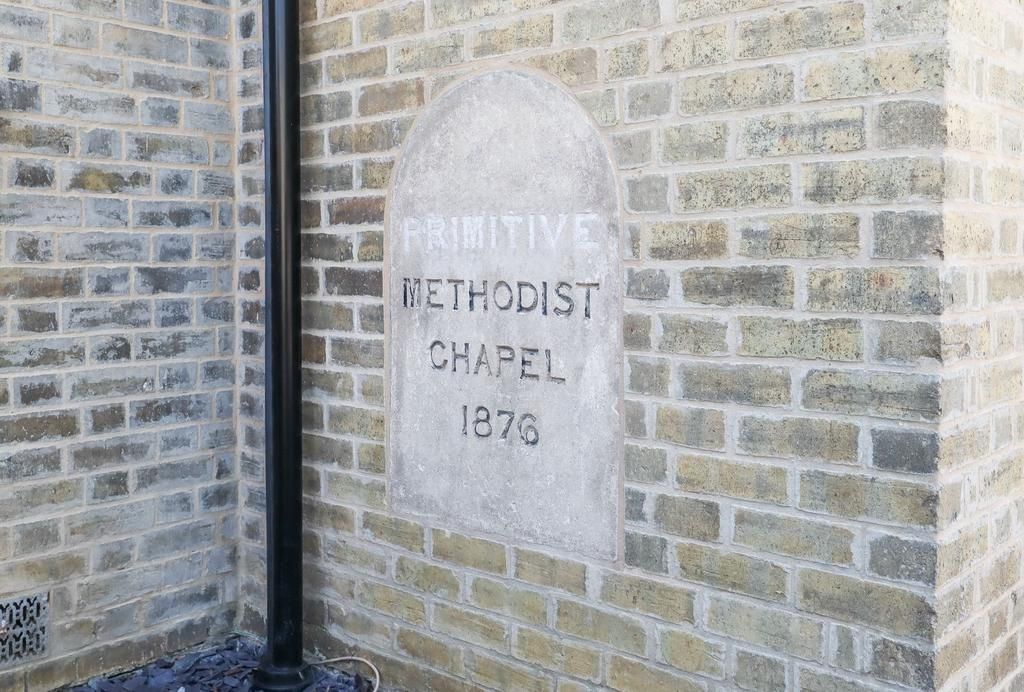 PRIMITIVE
METHODIST
CHAPEL
1876